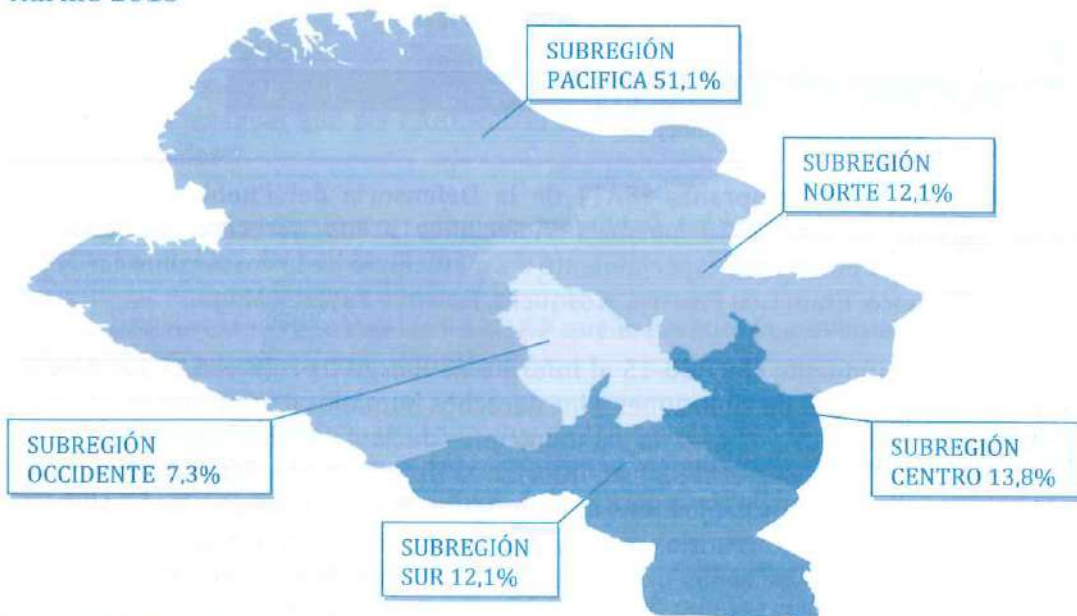 SUBREGIÓN
PACIFICA 51,1%
SUBREGIÓN
NORTE 12,1%
SUBREGIÓN
OCCIDENTE 7,3%
SUBREGIÓN
CENTRO 13,8%
SUBREGIÓN
SUR 12,1%